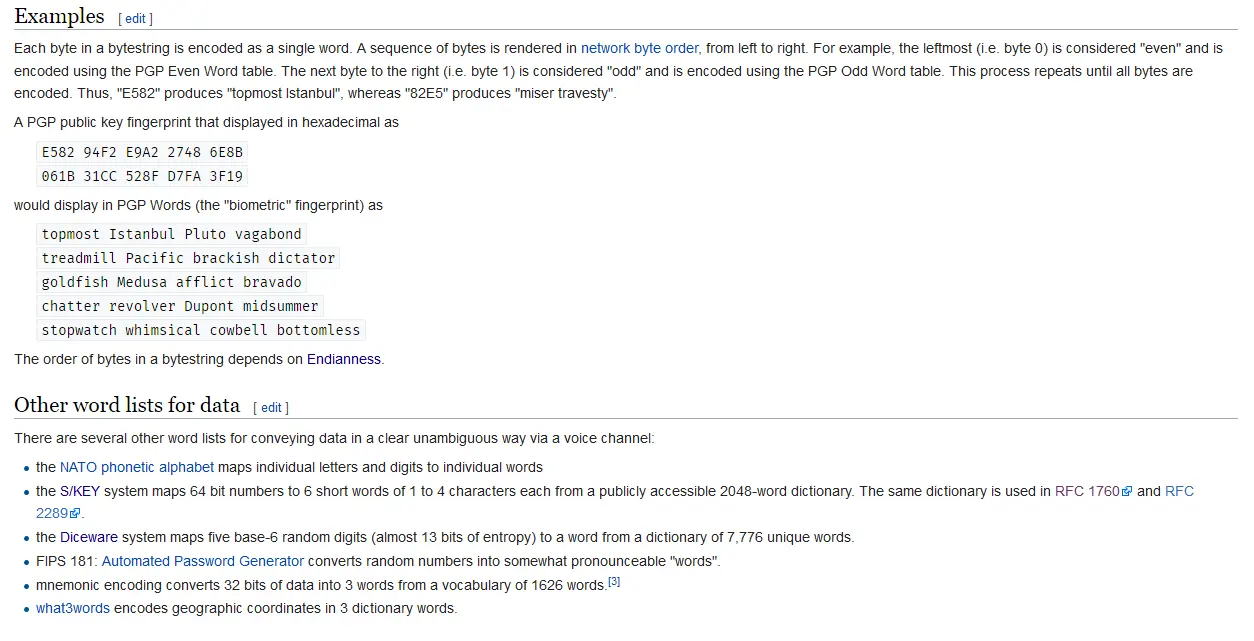 Examples [ edit ]
Each byte in a bytestring is encoded as a single word. A sequence of bytes is rendered in network byte order, from left to right. For example, the leftmost (i.e. byte 0) is considered "even" and is
encoded using the PGP Even Word table. The next byte to the right (i.e. byte 1) is considered "odd" and is encoded using the PGP Odd Word table. This process repeats until all bytes are
encoded. Thus, "E582" produces "topmost Istanbul", whereas "82E5" produces "miser travesty".
A PGP public key fingerprint that displayed in hexadecimal as
E582 94F2 E9A2 2748 6E8B
061B 31CC 528F D7FA 3F19
would display in PGP Words (the "biometric" fingerprint) as
topmost Istanbul Pluto vagabond
treadmill Pacific brackish dictator
goldfish Medusa afflict bravado
chatter revolver Dupont midsummer
stopwatch whimsical cowbell bottomless
The order of bytes in a bytestring depends on Endianness.
Other word lists for data [ edit ]
There are several other word lists for conveying data in a clear unambiguous way via a voice channel:
• the NATO phonetic alphabet maps individual letters and digits to individual words
• the S/KEY system maps 64 bit numbers to 6 short words of 1 to 4 characters each from a publicly accessible 2048-word dictionary. The same dictionary is used in RFC 1760 and RFC
2289.
• the Diceware system maps five base-6 random digits (almost 13 bits of entropy) to a word from a dictionary of 7,776 unique words.
• FIPS 181: Automated Password Generator converts random numbers into somewhat pronounceable "words".
• mnemonic encoding converts 32 bits of data into 3 words from a vocabulary of 1626 words.[3]
• what3words encodes geographic coordinates in 3 dictionary words.